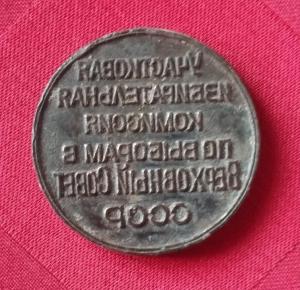 УЧАСТКОВАЯ
ИЗБИРАТЕЛЬНАЯ
КОМИССИЯ
ПО ВЫБОРАМ В
ВЕРХОВНЫЙ СОВЕТ
СССР